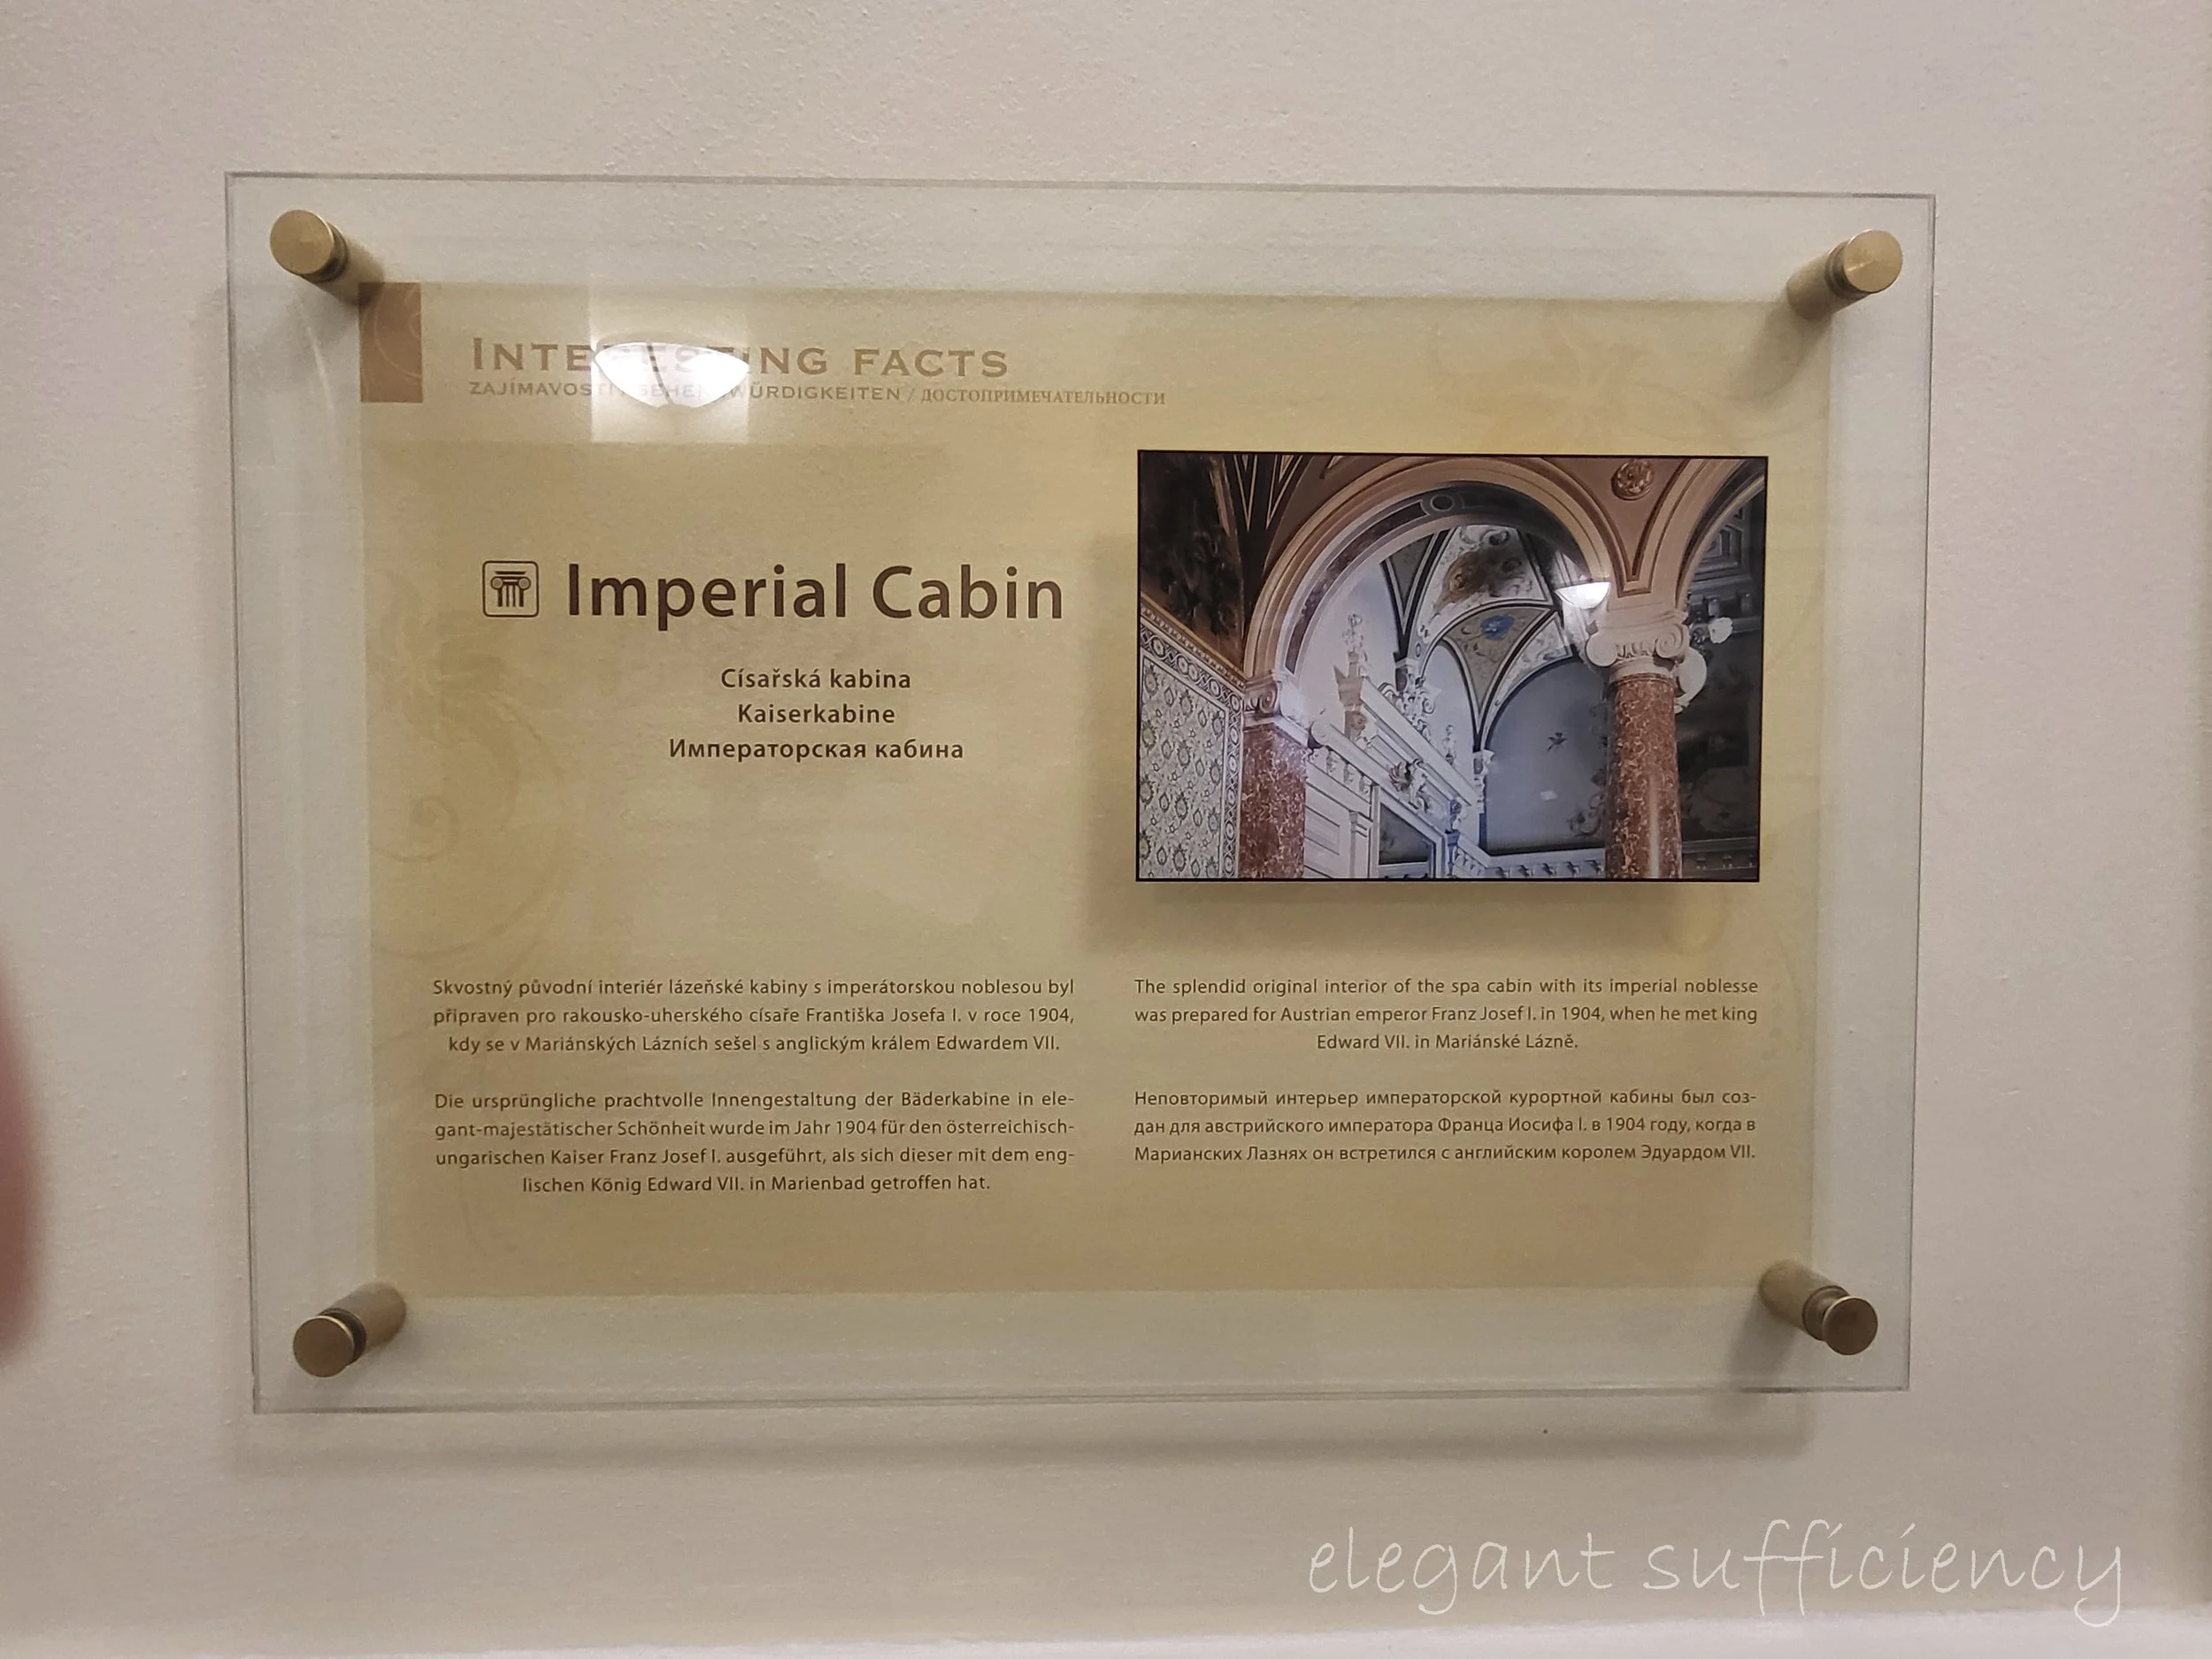 INTERESTING FACTS
ZAJÍMAVOSTI / SEHENSWÜRDIGKEITEN / ДОСТОПРИМЕЧАТЕЛЬНОСТИ
Imperial Cabin
Císařská kabina
Kaiserkabine
Императорская кабина
Skvostný původní interiér lázeňské kabiny s imperátorskou noblesou byl
připraven pro rakousko-uherského císaře Františka Josefa I. v roce 1904,
kdy se v Mariánských Lázních sešel s anglickým králem Edwardem VII.
Die ursprüngliche prachtvolle Innengestaltung der Bäderkabine in ele-
gant-majestätischer Schönheit wurde im Jahr 1904 für den österreichisch-
ungarischen Kaiser Franz Josef I. ausgeführt, als sich dieser mit dem eng-
lischen König Edward VII. in Marienbad getroffen hat.
The splendid original interior of the spa cabin with its imperial noblesse
was prepared for Austrian emperor Franz Josef I. in 1904, when he met king
Edward VII. in Mariánské Lázně.
Неповторимый интерьер императорской курортной кабины был соз-
дан для австрийского императора Франца Иосифа I. в 1904 году, когда в
Марианских Лазнях он встретился с английским королем Эдуардом VII.
elegant sufficiency